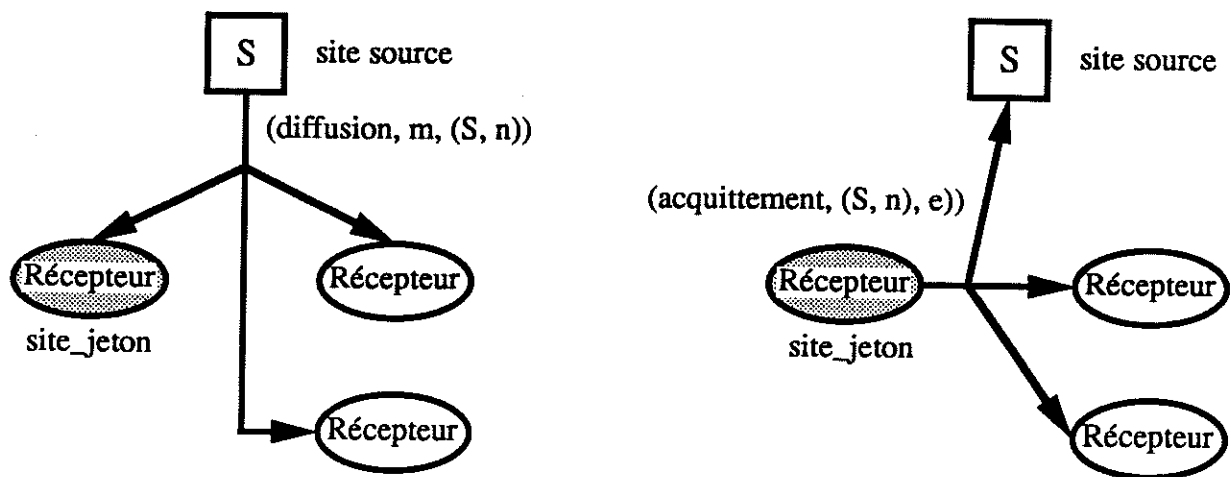 S
site source
(diffusion, m, (S, n))
Récepteur
Récepteur
site_jeton
Récepteur
S
site source
(acquittement, (S, n), e))
Récepteur
Récepteur
site_jeton
Récepteur